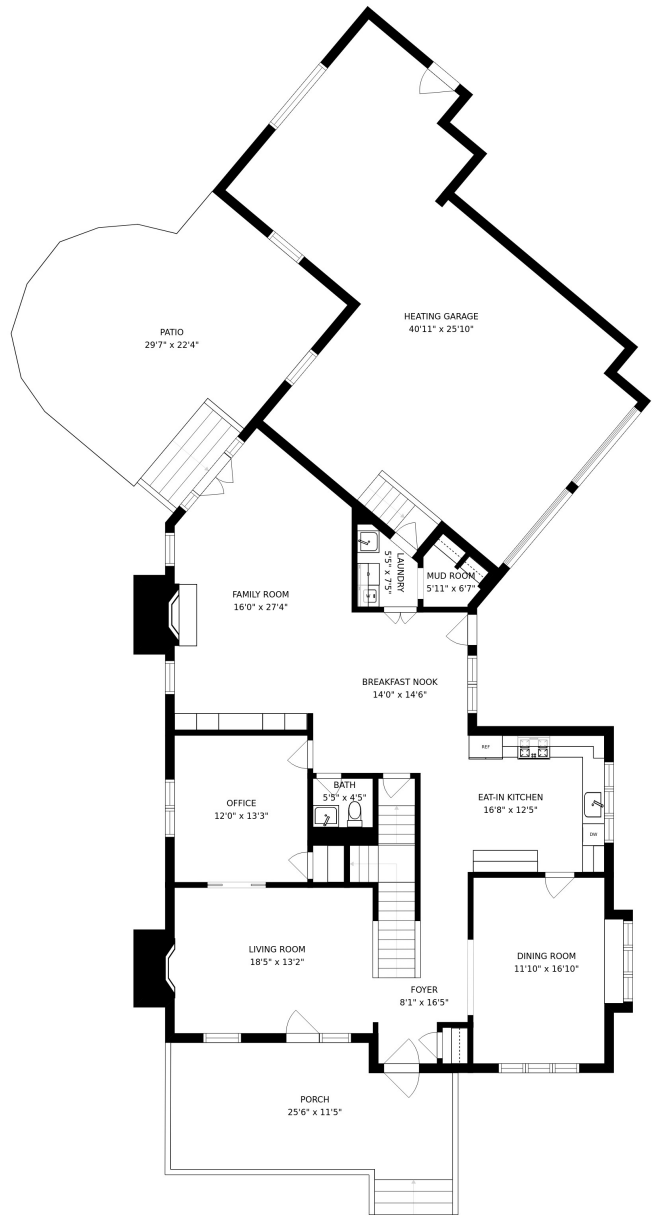 HEATING GARAGE
40'11" x 25'10"
PATIO
29'7" x 22'4"
LAUNDRY
5'5" x 7'5"
MUD ROOM
5'11" x 6'7"
FAMILY ROOM
16'0" x 27'4"
D
W
BREAKFAST NOOK
14'0" x 14'6"
REF
BATH
5'5" x 4'5"
EAT-IN KITCHEN
16'8" x 12'5"
OFFICE
12'0" x 13'3"
DW
LIVING ROOM
18'5" x 13'2"
DINING ROOM
11'10" x 16'10"
FOYER
8'1" x 16'5"
PORCH
25'6" x 11'5"